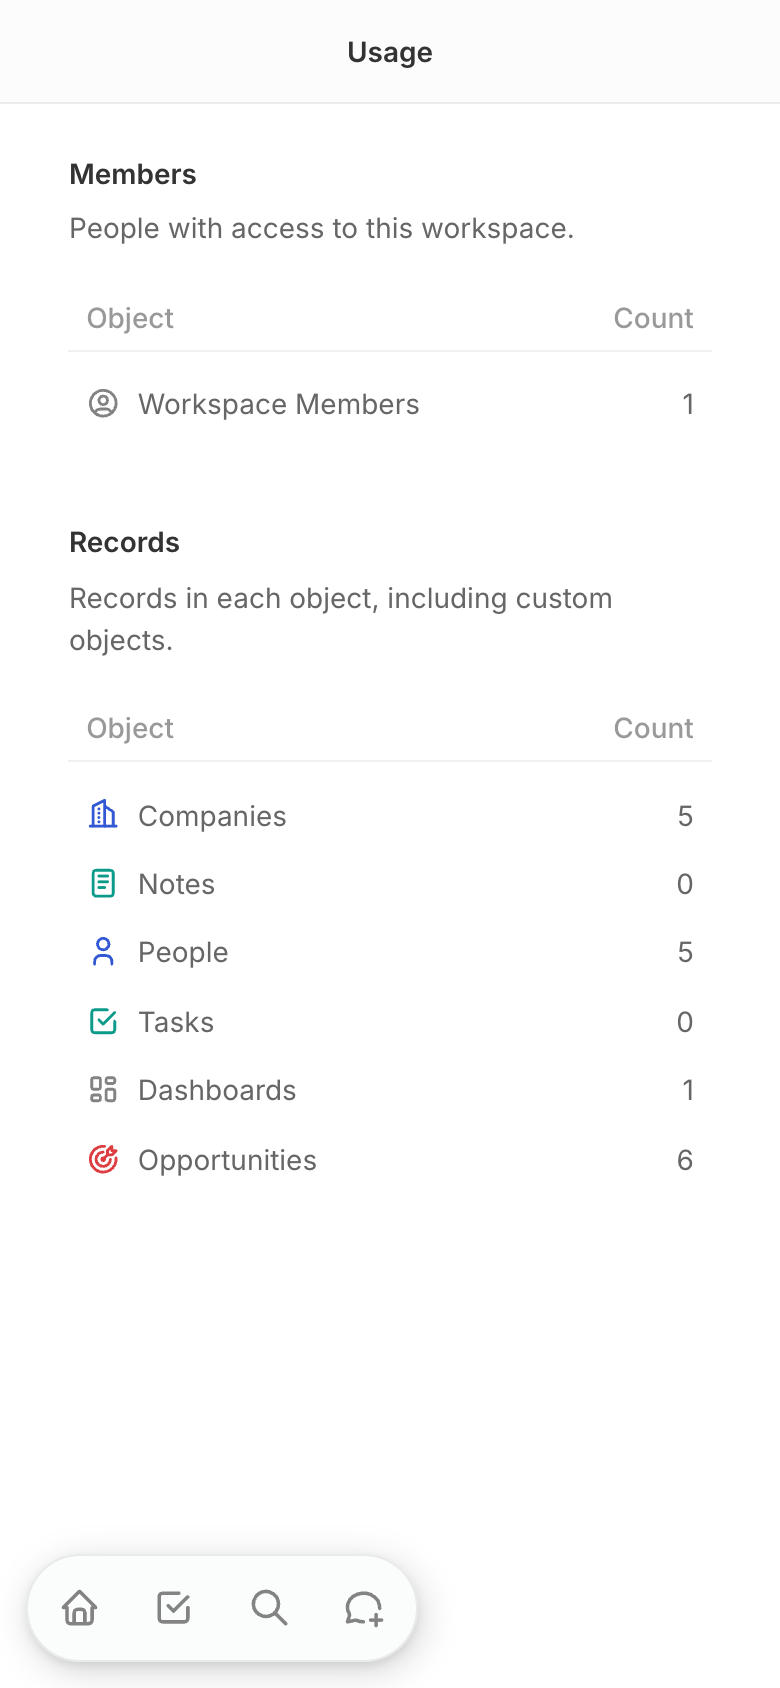 Usage
Members
People with access to this workspace.
Object Count
Workspace Members 1
Records
Records in each object, including custom
objects.
Object Count
Companies 5
Notes 0
People 5
Tasks 0
Dashboards 1
Opportunities 6